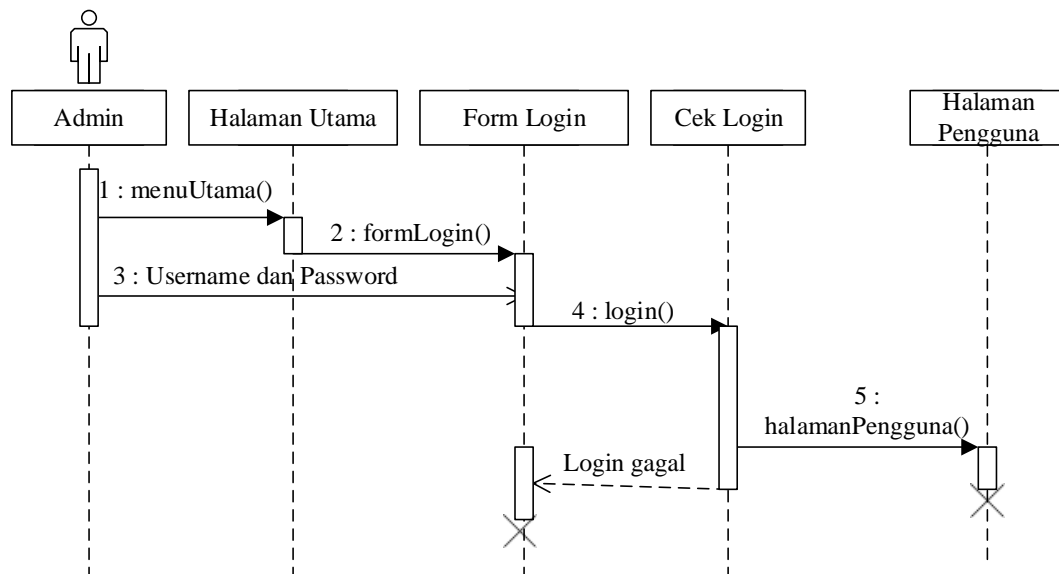 Admin
Halaman Utama
Form Login
Cek Login
Halaman
Pengguna
1 : menuUtama()
2 : formLogin()
3 : Username dan Password
4 : login()
5 :
halamanPengguna()
Login gagal